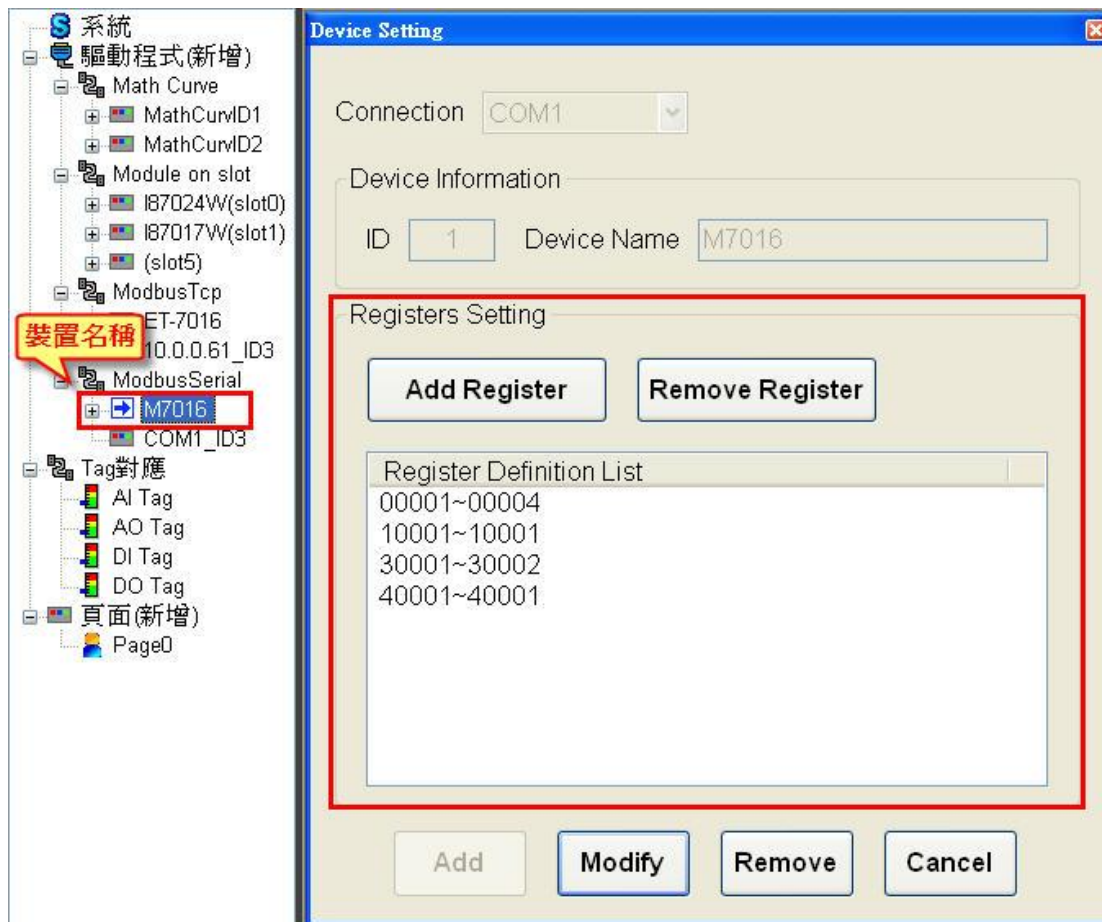 系統
驅動程式(新增)
Math Curve
MathCurvID1
MathCurvID2
Module on slot
I87024W(slot0)
I87017W(slot1)
(slot5)
ModbusTcp
ET-7016
10.0.0.61_ID3
裝置名稱
ModbusSerial
M7016
COM1_ID3
Tag對應
AI Tag
AO Tag
DI Tag
DO Tag
頁面(新增)
Page0
Device Setting
Connection COM1
Device Information
ID 1 Device Name M7016
Registers Setting
Add Register Remove Register
Register Definition List
00001~00004
10001~10001
30001~30002
40001~40001
Add Modify Remove Cancel